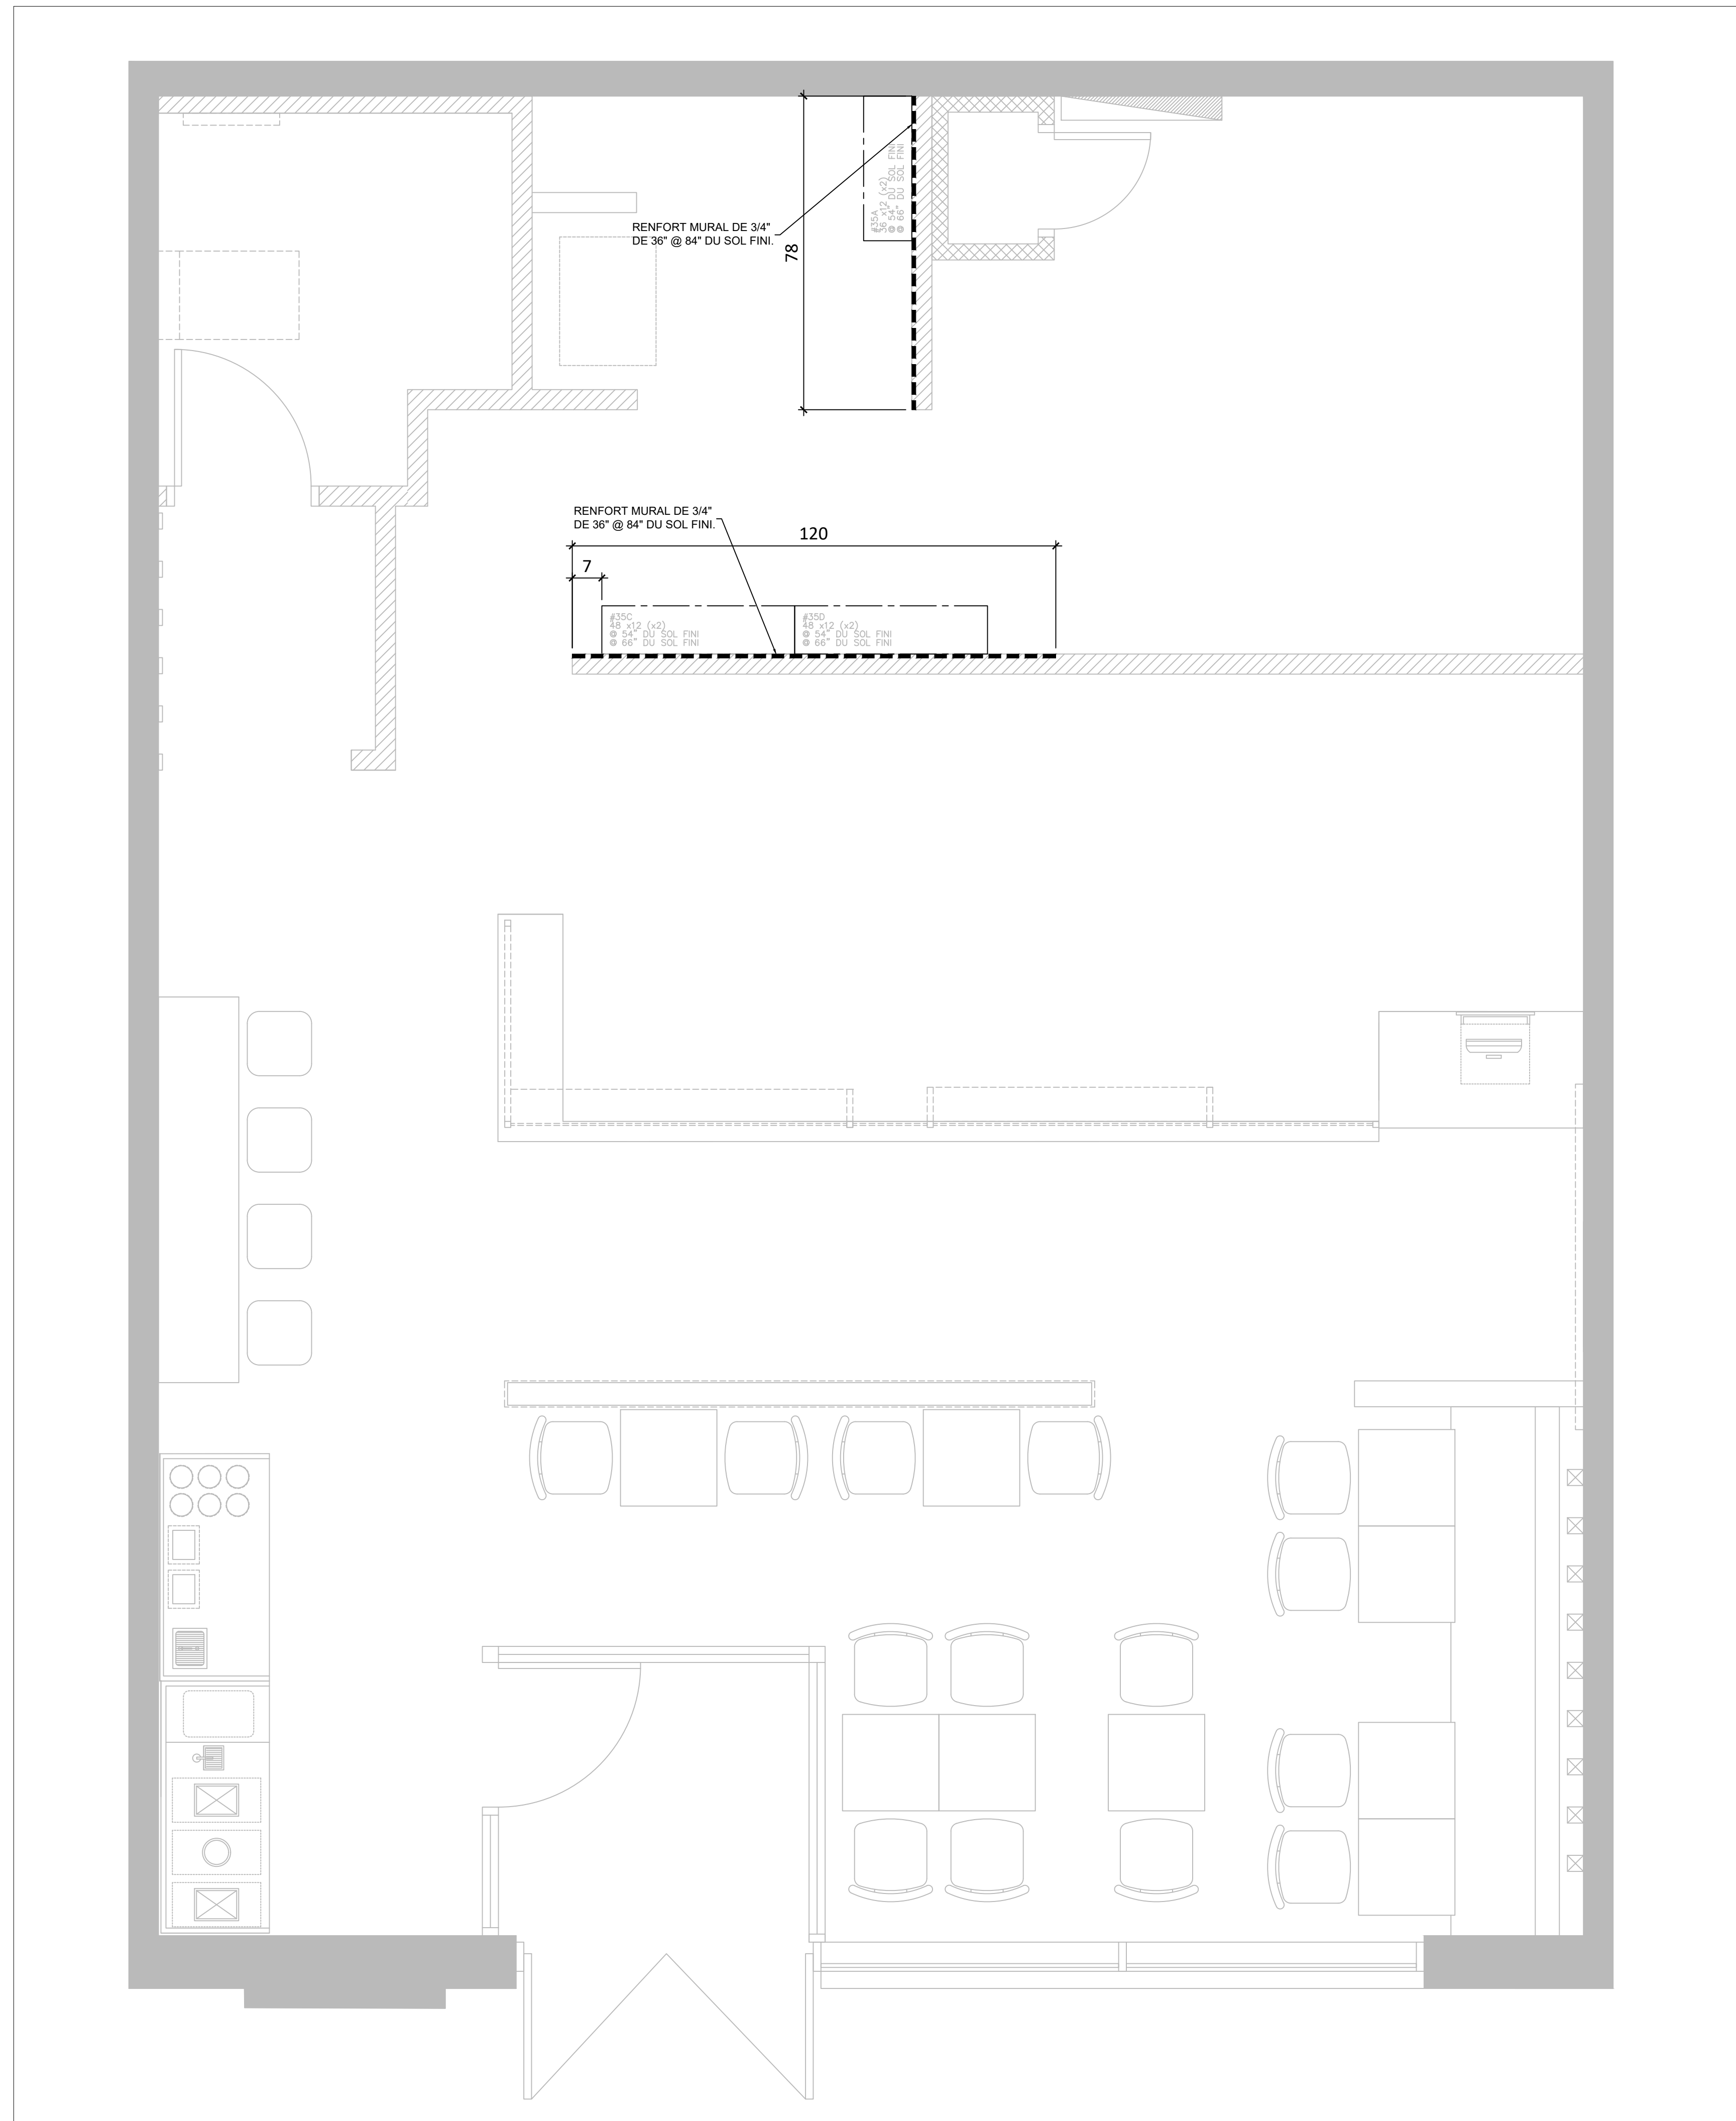 #35A
36 x12 (x2)
@ 54" DU SOL FINI
@ 66" DU SOL FINI
RENFORT MURAL DE 3/4"
DE 36" @ 84" DU SOL FINI.
78
RENFORT MURAL DE 3/4"
DE 36" @ 84" DU SOL FINI.
120
7
#35C
48 x12 (x2)
@ 54" DU SOL FINI
@ 66" DU SOL FINI
#35D
48 x12 (x2)
@ 54" DU SOL FINI
@ 66" DU SOL FINI